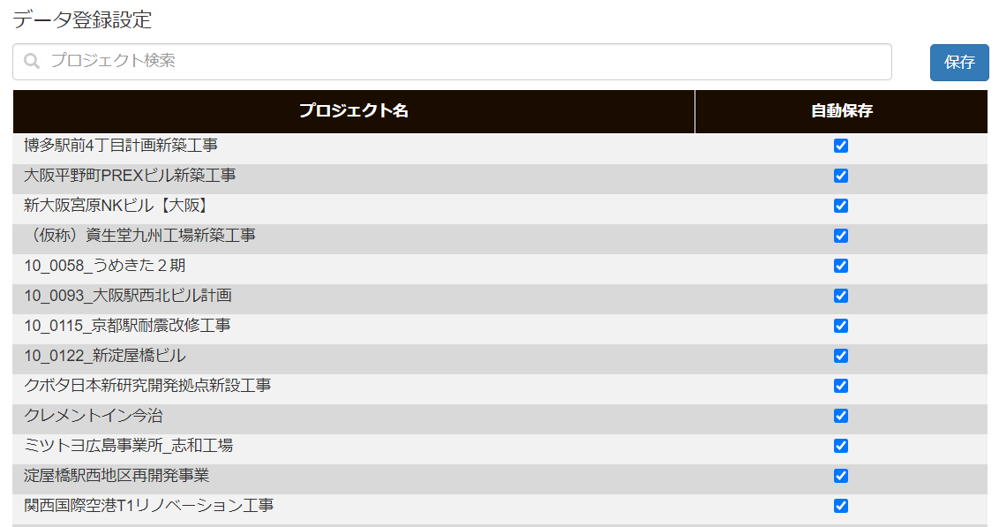 データ登録設定
プロジェクト検索
保存
プロジェクト名 自動保存
博多駅前4丁目計画新築工事
大阪平野町PREXビル新築工事
新大阪宮原NKビル【大阪】
（仮称）資生堂九州工場新築工事
10_0058_うめきた２期
10_0093_大阪駅西北ビル計画
10_0115_京都駅耐震改修工事
10_0122_新淀屋橋ビル
クボタ日本新研究開発拠点新設工事
クレメントイン今治
ミツトヨ広島事業所_志和工場
淀屋橋駅西地区再開発事業
関西国際空港T1リノベーション工事